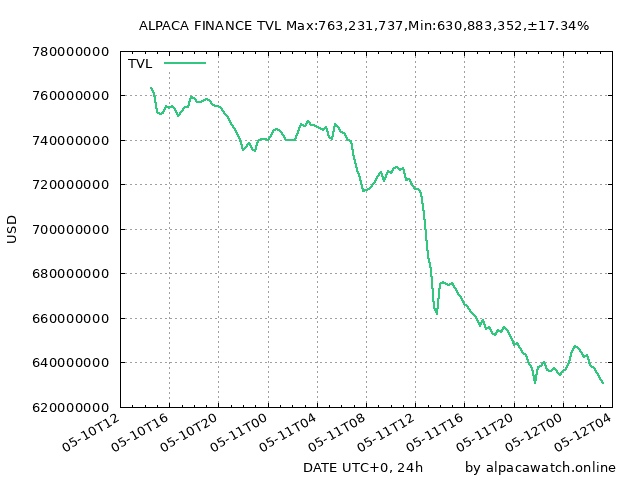 ALPACA FINANCE TVL Max:763,231,737,Min:630,883,352,±17.34%
780000000
TVL
760000000
740000000
720000000
700000000
680000000
660000000
640000000
620000000
USD
05-10T12
05-10T16
05-10T20
05-11T00
05-11T04
05-11T08
05-11T12
05-11T16
05-11T20
05-12T00
05-12T04
DATE UTC+0, 24h
by alpacawatch.online